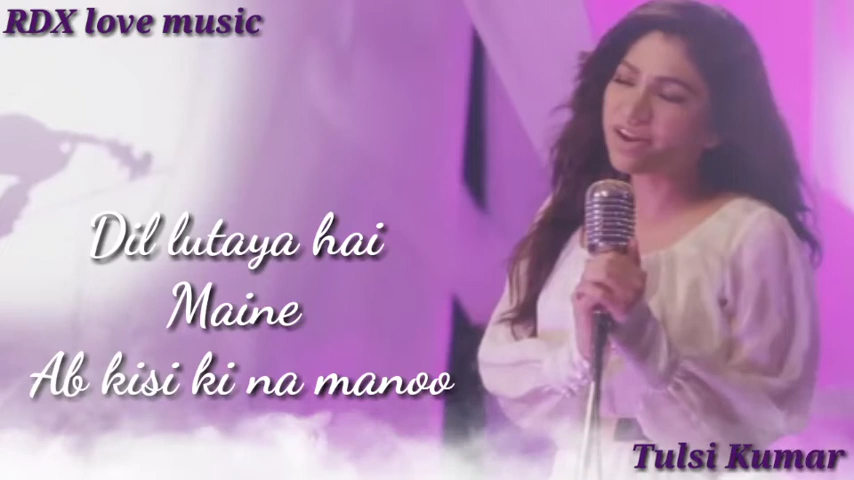 RDX love music
Dil lutaya hai
Maine
Ab kisi ki na manoo
Tulsi Kumar